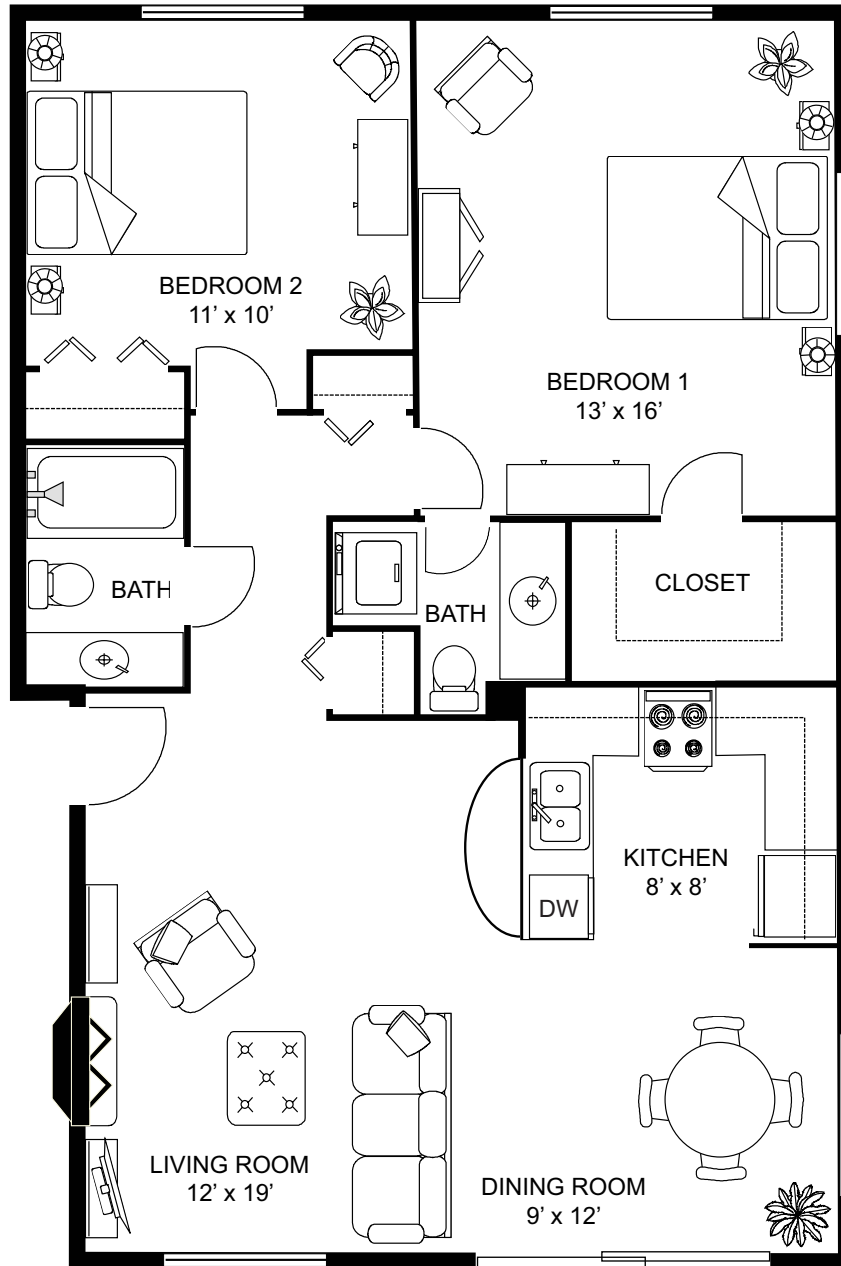 BEDROOM 2
11’ x 10’
BEDROOM 1
13’ x 16’
CLOSET
BATH
BATH
KITCHEN
8’ x 8’
DW
LIVING ROOM
12’ x 19’
DINING ROOM
9’ x 12’